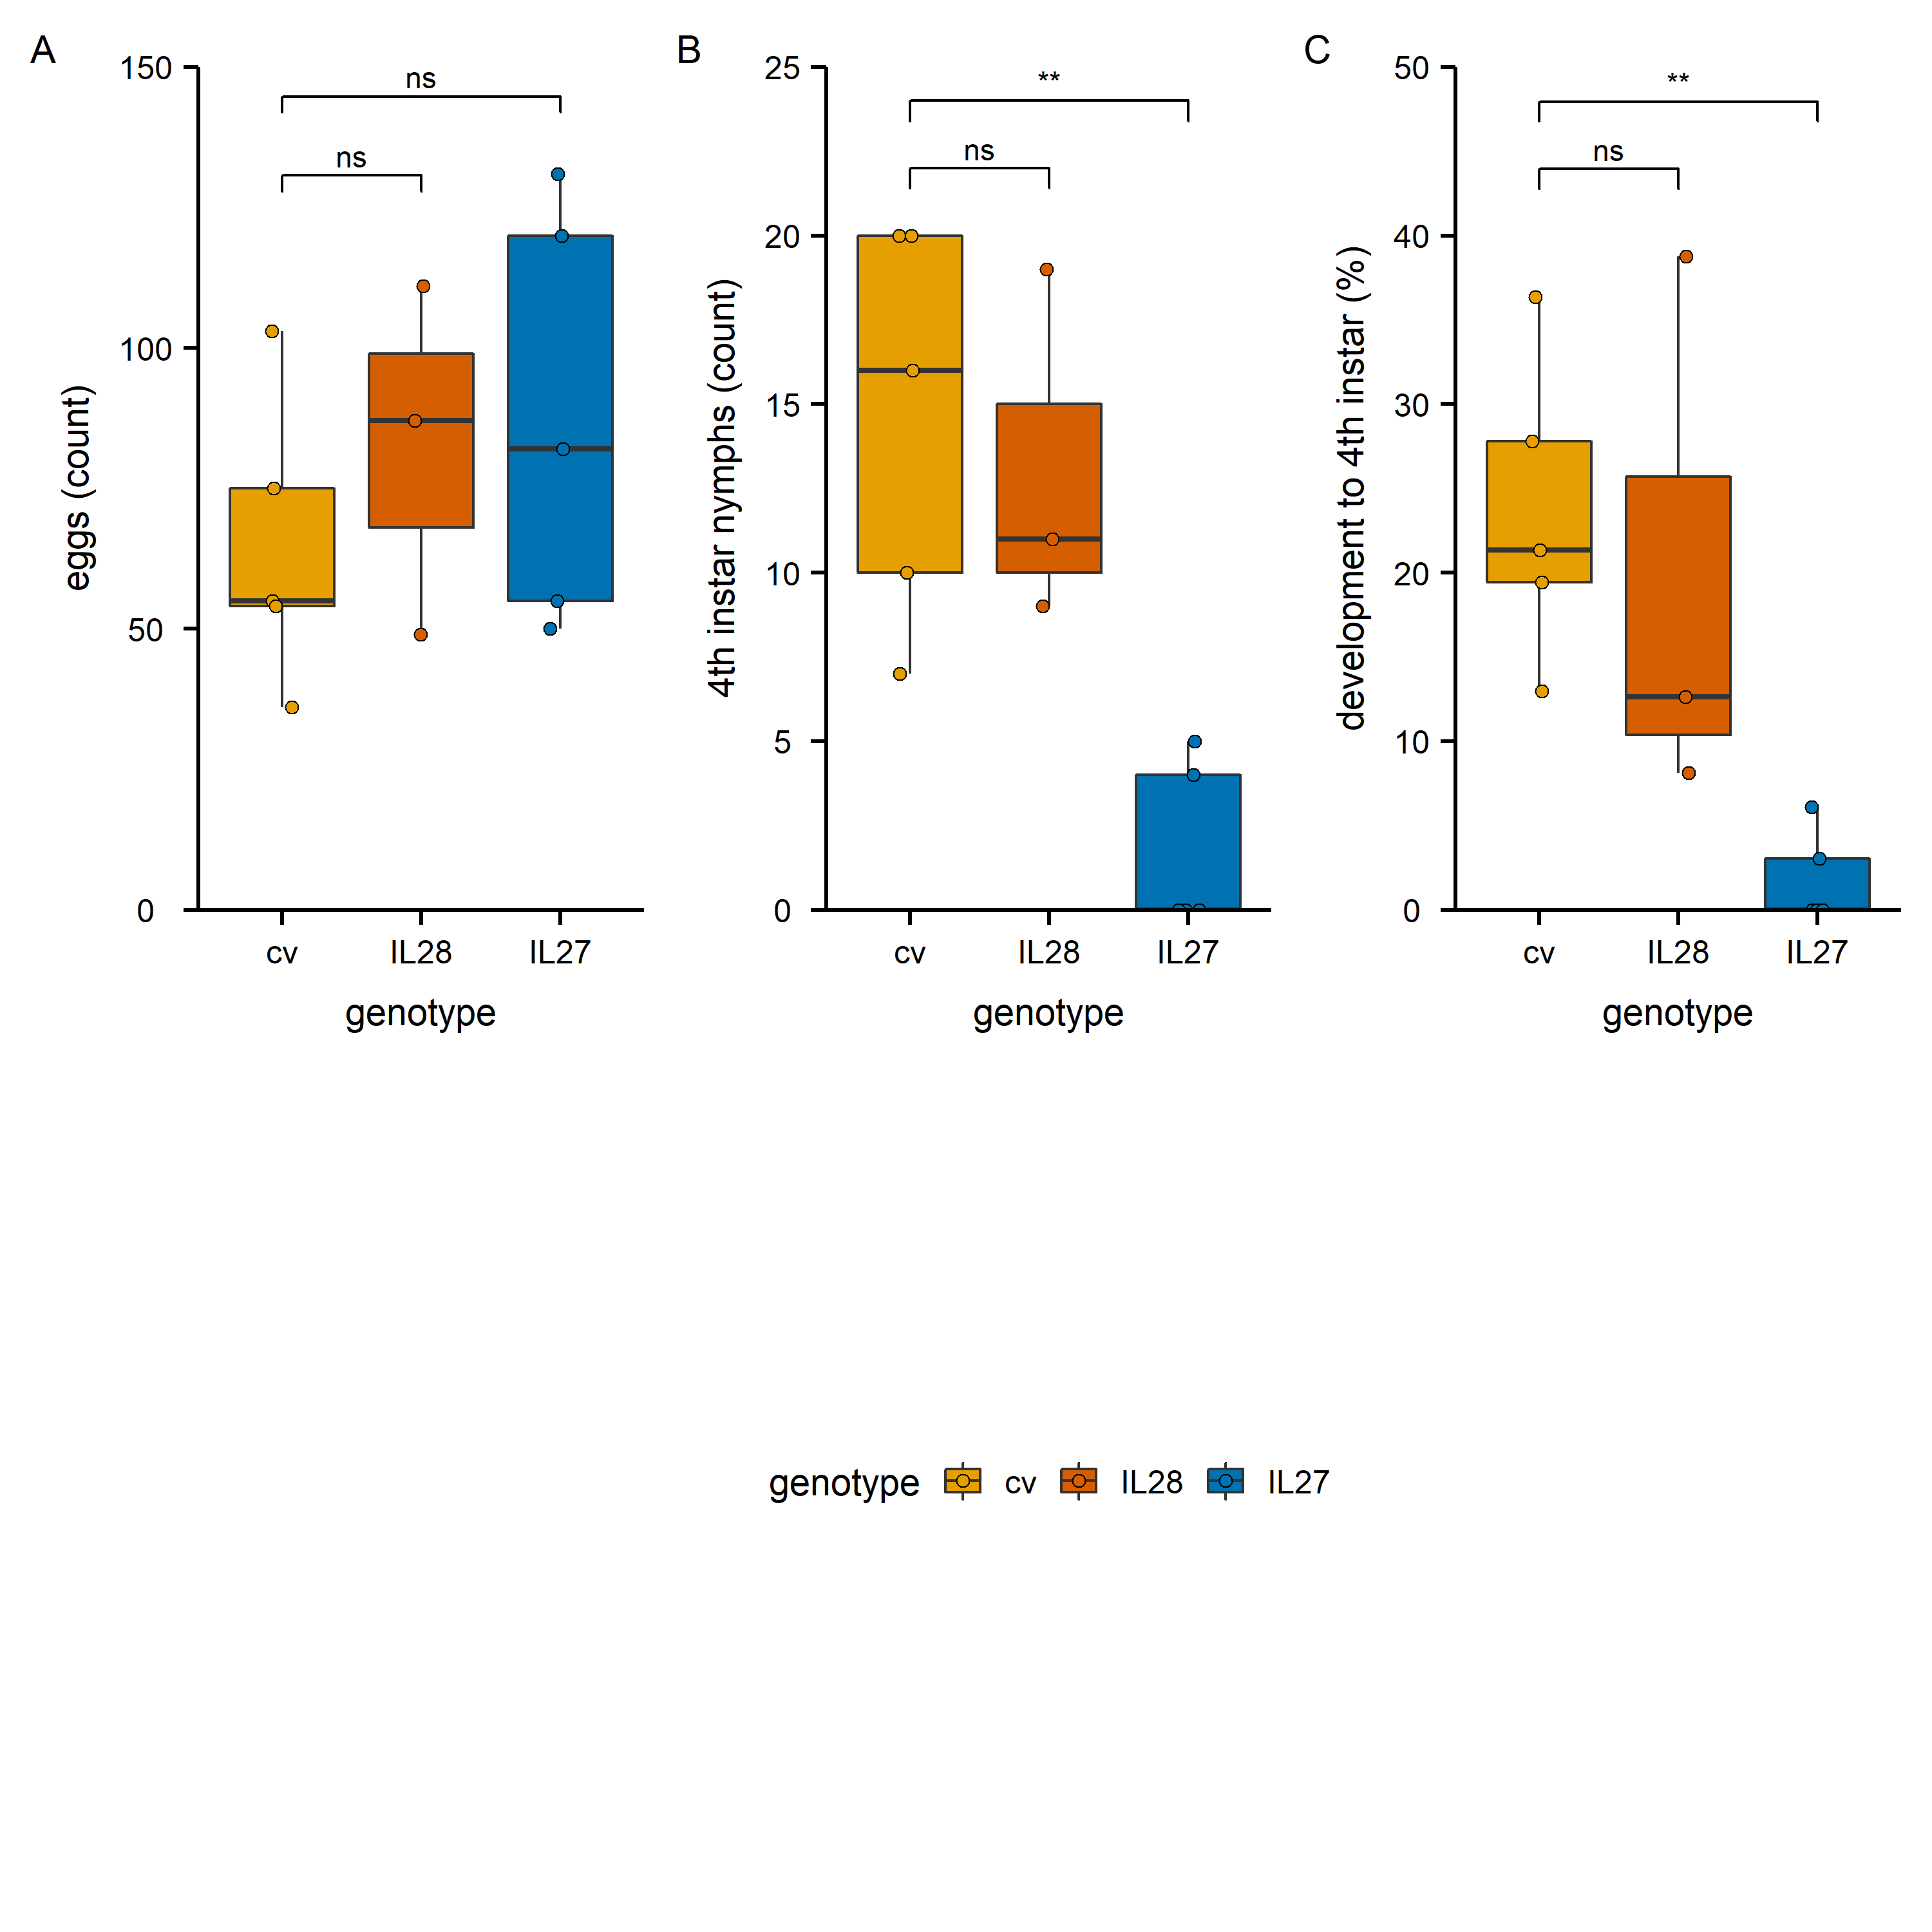 A
eggs (count)
150
100
50
0
ns
ns
cv IL28 IL27
genotype
B
4th instar nymphs (count)
25
20
15
10
5
0
**
ns
cv IL28 IL27
genotype
C
development to 4th instar (%)
50
40
30
20
10
0
**
ns
cv IL28 IL27
genotype
genotype cv IL28 IL27